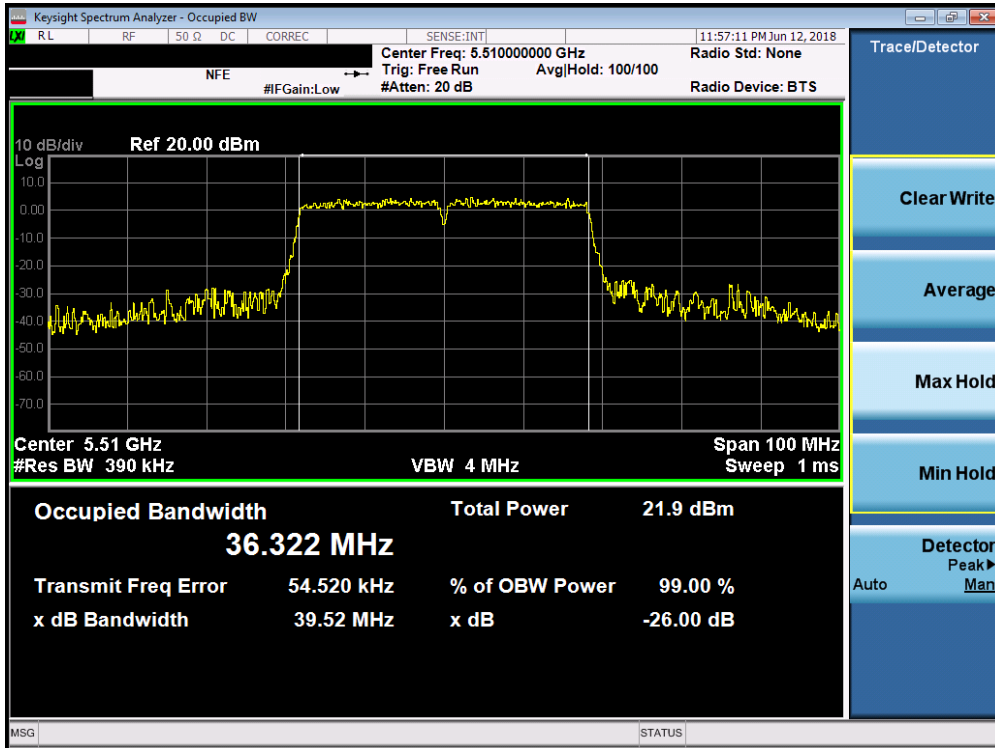 Keysight Spectrum Analyzer - Occupied BW
LXI RL RF 50 Ω DC CORREC SENSE:INT 11:57:11 PM Jun 12, 2018
Center Freq: 5.510000000 GHz Radio Std: None
NFE Trig: Free Run Avg|Hold: 100/100
#IFGain:Low #Atten: 20 dB Radio Device: BTS
10 dB/div Ref 20.00 dBm
Log
10.0
0.00
-10.0
-20.0
-30.0
-40.0
-50.0
-60.0
-70.0
Center 5.51 GHz Span 100 MHz
#Res BW 390 kHz VBW 4 MHz Sweep 1 ms
Occupied Bandwidth Total Power 21.9 dBm
36.322 MHz
Transmit Freq Error 54.520 kHz % of OBW Power 99.00 %
x dB Bandwidth 39.52 MHz x dB -26.00 dB
MSG STATUS
Trace/Detector
Clear Write
Average
Max Hold
Min Hold
Detector
Peak▶
Auto Man